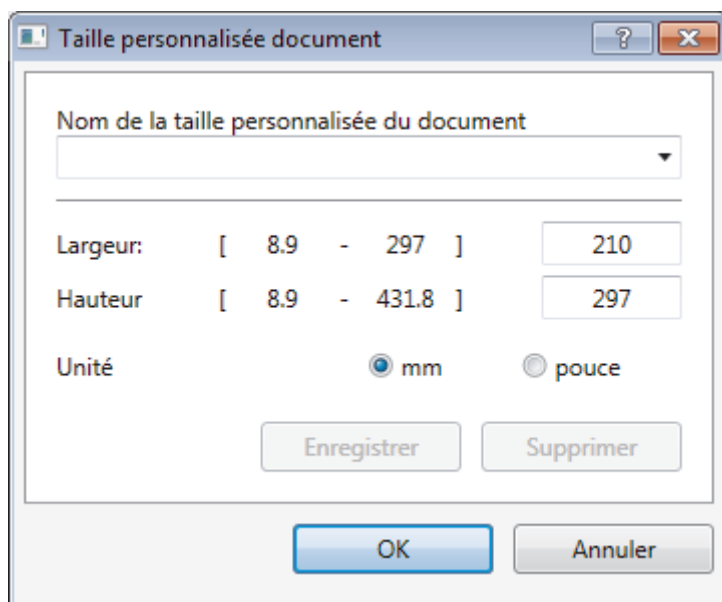 Taille personnalisée document
Nom de la taille personnalisée du document
Largeur: [ 8.9 - 297 ] 210
Hauteur [ 8.9 - 431.8 ] 297
Unité mm pouce
Enregistrer Supprimer
OK Annuler